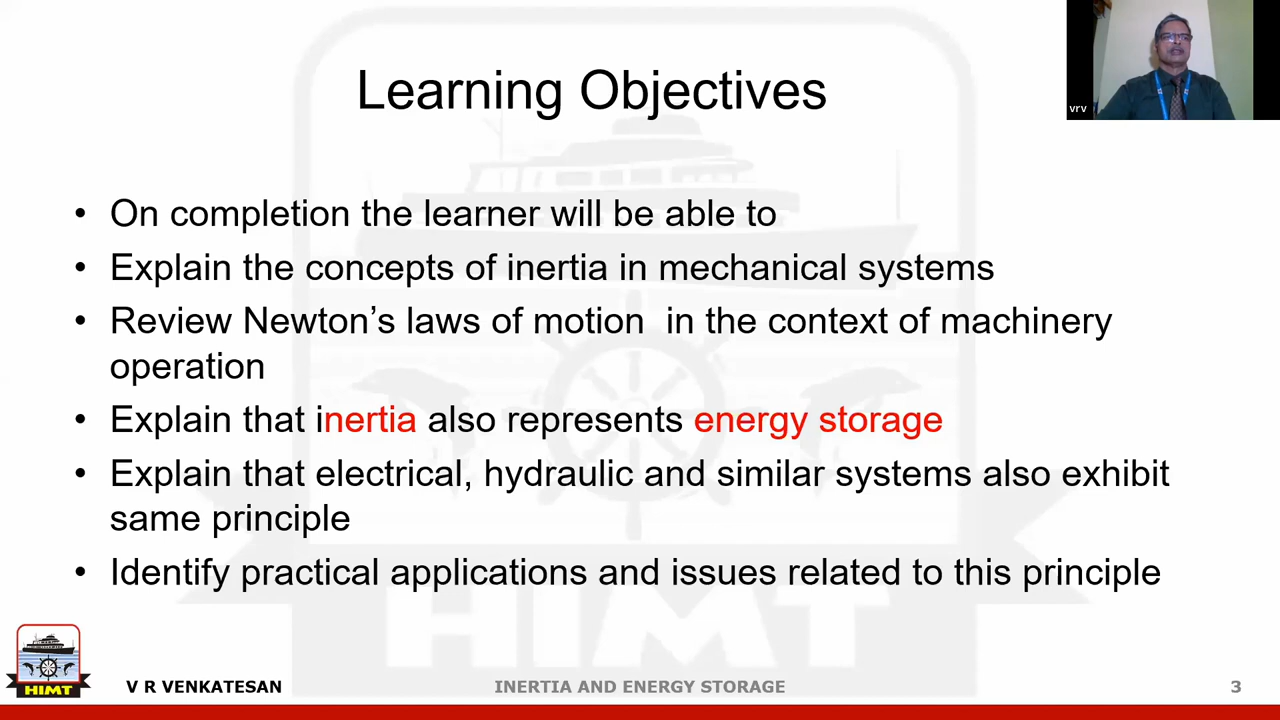 Learning Objectives
vrv
• On completion the learner will be able to
• Explain the concepts of inertia in mechanical systems
• Review Newton’s laws of motion  in the context of machinery
operation
• Explain that inertia also represents energy storage
• Explain that electrical, hydraulic and similar systems also exhibit
same principle
• Identify practical applications and issues related to this principle
HIMT
HIMT
V R VENKATESAN
INERTIA AND ENERGY STORAGE
3